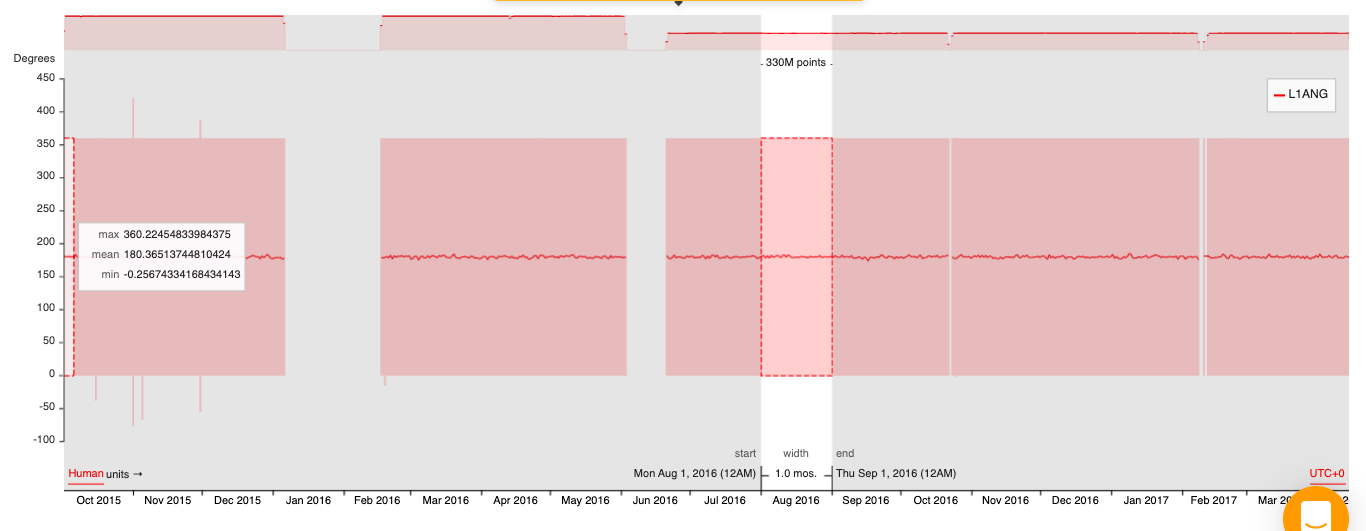 330M points
Degrees
450
400
350
300
250
200
150
100
50
0
-50
-100
L1ANG
max 360.22454833984375
mean 180.36513744810424
min -0.25674334168434143
start width end
Mon Aug 1, 2016 (12AM) 1.0 mos. Thu Sep 1, 2016 (12AM)
Human units →
UTC+0
Oct 2015 Nov 2015 Dec 2015 Jan 2016 Feb 2016 Mar 2016 Apr 2016 May 2016 Jun 2016 Jul 2016 Aug 2016 Sep 2016 Oct 2016 Nov 2016 Dec 2016 Jan 2017 Feb 2017 Mar